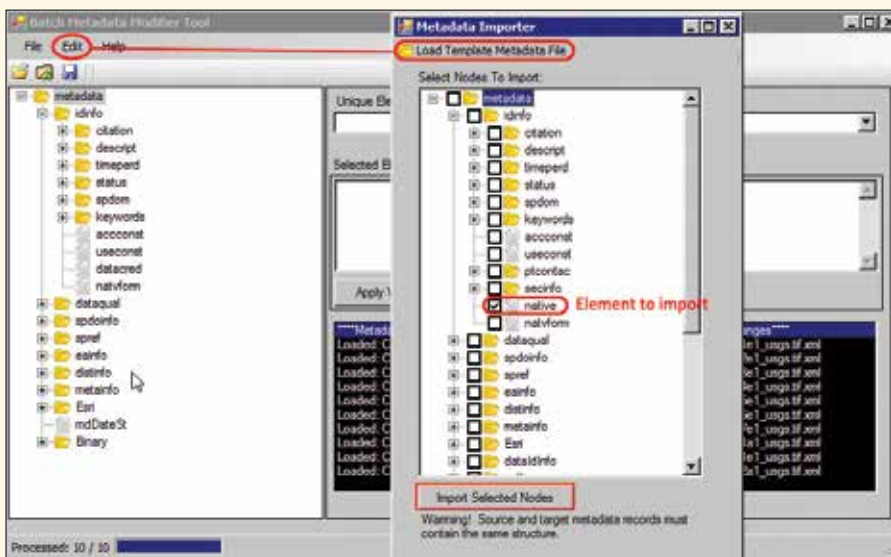 Batch Metadata Modifier Tool
File Edit Help
metadata
idinfo
citation
descript
timeperd
status
spdom
keywords
accconst
useconst
datacred
natvform
dataqual
spdoinfo
spref
eainfo
distinfo
metainfo
Esri
mdDateSt
Binary
Processed: 10 / 10
Unique
Selected
Apply
Loaded:
Loaded:
Loaded:
Loaded:
Loaded:
Loaded:
Loaded:
Loaded:
Loaded:
Loaded:
Metadata Importer
Load Template Metadata File
Select Nodes To Import:
metadata
idinfo
citation
descript
timeperd
status
spdom
keywords
accconst
useconst
ptcontac
secinfo
native Element to import
natvform
dataqual
spdoinfo
spref
eainfo
distinfo
metainfo
Esri
dataIdInfo
Import Selected Nodes
Warning! Source and target metadata records must
contain the same structure.